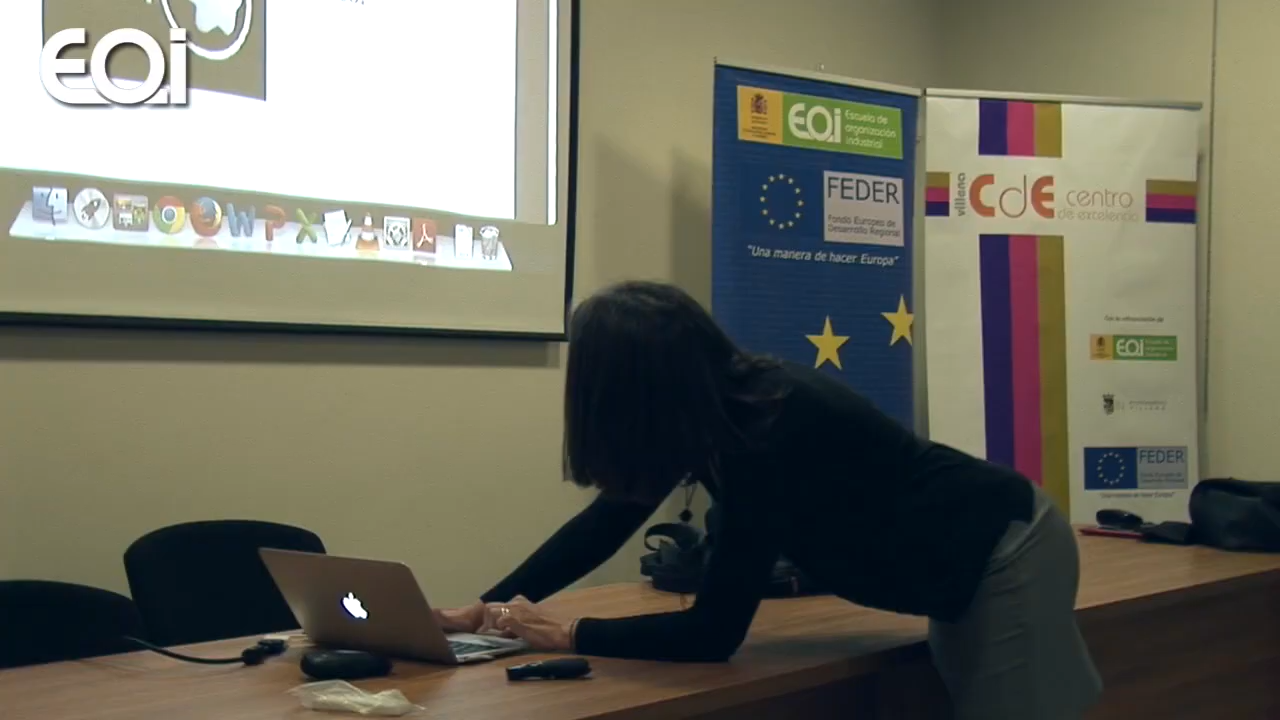 EOi
EOi
Escuela de
organización
industrial
FEDER
Fondo Europeo de
Desarrollo Regional
"Una manera de hacer Europa"
villena
CdE centro
de excelencia
EOi
FEDER
W
P
X